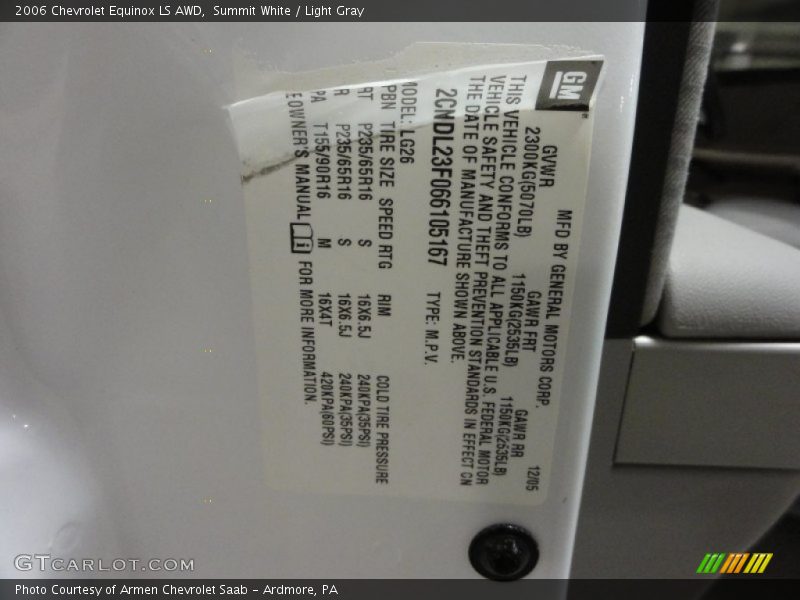 2006 Chevrolet Equinox LS AWD, Summit White / Light Gray
GM
MFD BY GENERAL MOTORS CORP.
12/05
GVWR GAWR FRT GAWR RR
2300KG(5070LB) 1150KG(2535LB) 1150KG(2535LB)
THIS VEHICLE CONFORMS TO ALL APPLICABLE U.S. FEDERAL MOTOR
VEHICLE SAFETY AND THEFT PREVENTION STANDARDS IN EFFECT ON
THE DATE OF MANUFACTURE SHOWN ABOVE.
2CNDL23F066105167 TYPE: M.P.V.
MODEL: LG26
PBN TIRE SIZE SPEED RTG RIM COLD TIRE PRESSURE
RT P235/65R16 S 16X6.5J 240KPA(35PSI)
R P235/65R16 S 16X6.5J 240KPA(35PSI)
PA T155/90R16 M 16X4T 420KPA(60PSI)
E OWNER'S MANUAL FOR MORE INFORMATION.
GTCARLOT.COM
Photo Courtesy of Armen Chevrolet Saab - Ardmore, PA